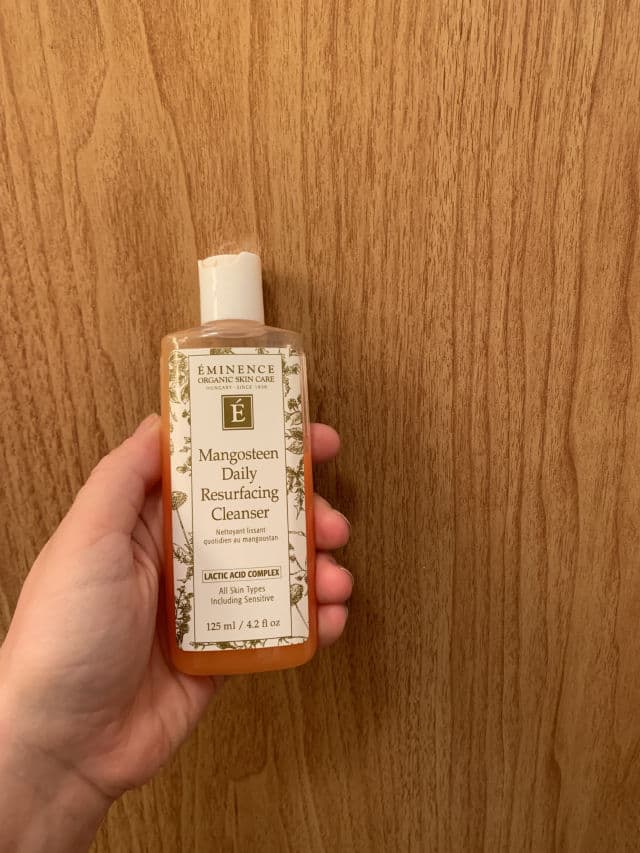 ÉMINENCE
ORGANIC SKIN CARE
HUNGARY · SINCE 1958
É
Mangosteen
Daily
Resurfacing
Cleanser
Nettoyant lissant
quotidien au mangoustan
LACTIC ACID COMPLEX
All Skin Types
Including Sensitive
125 ml / 4.2 fl oz